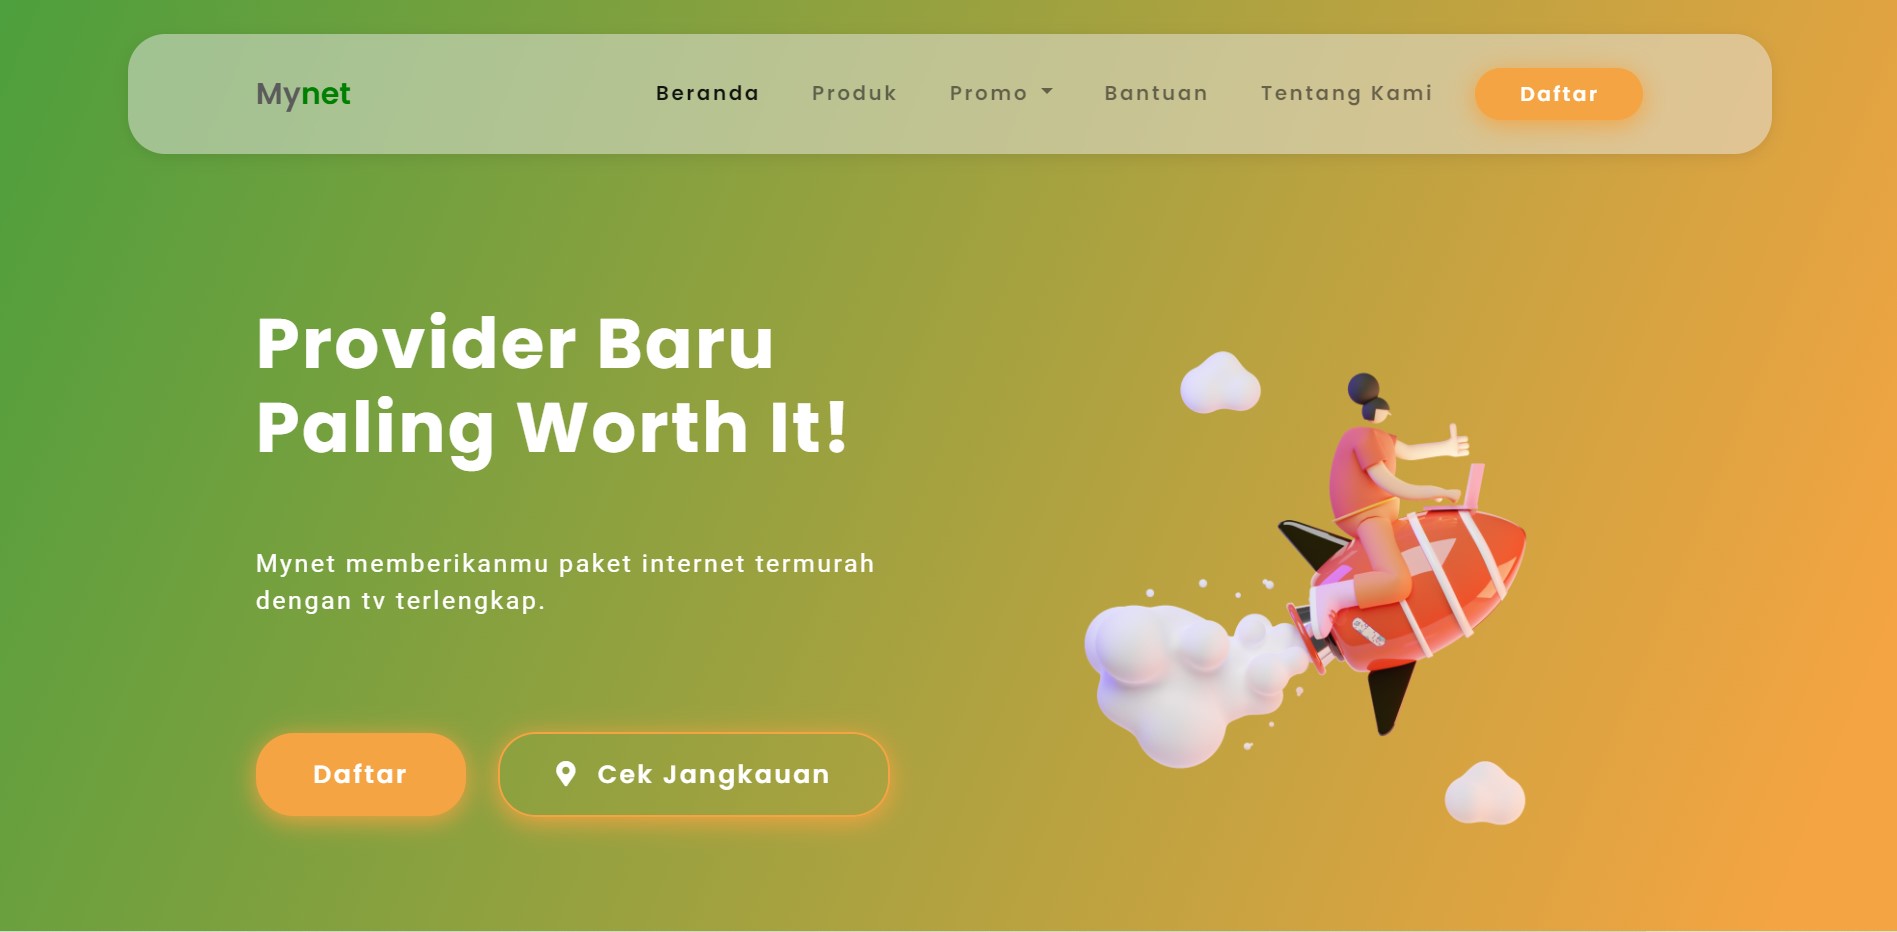 Mynet
Beranda Produk Promo Bantuan Tentang Kami Daftar
Provider Baru
Paling Worth It!
Mynet memberikanmu paket internet termurah
dengan tv terlengkap.
Daftar Cek Jangkauan